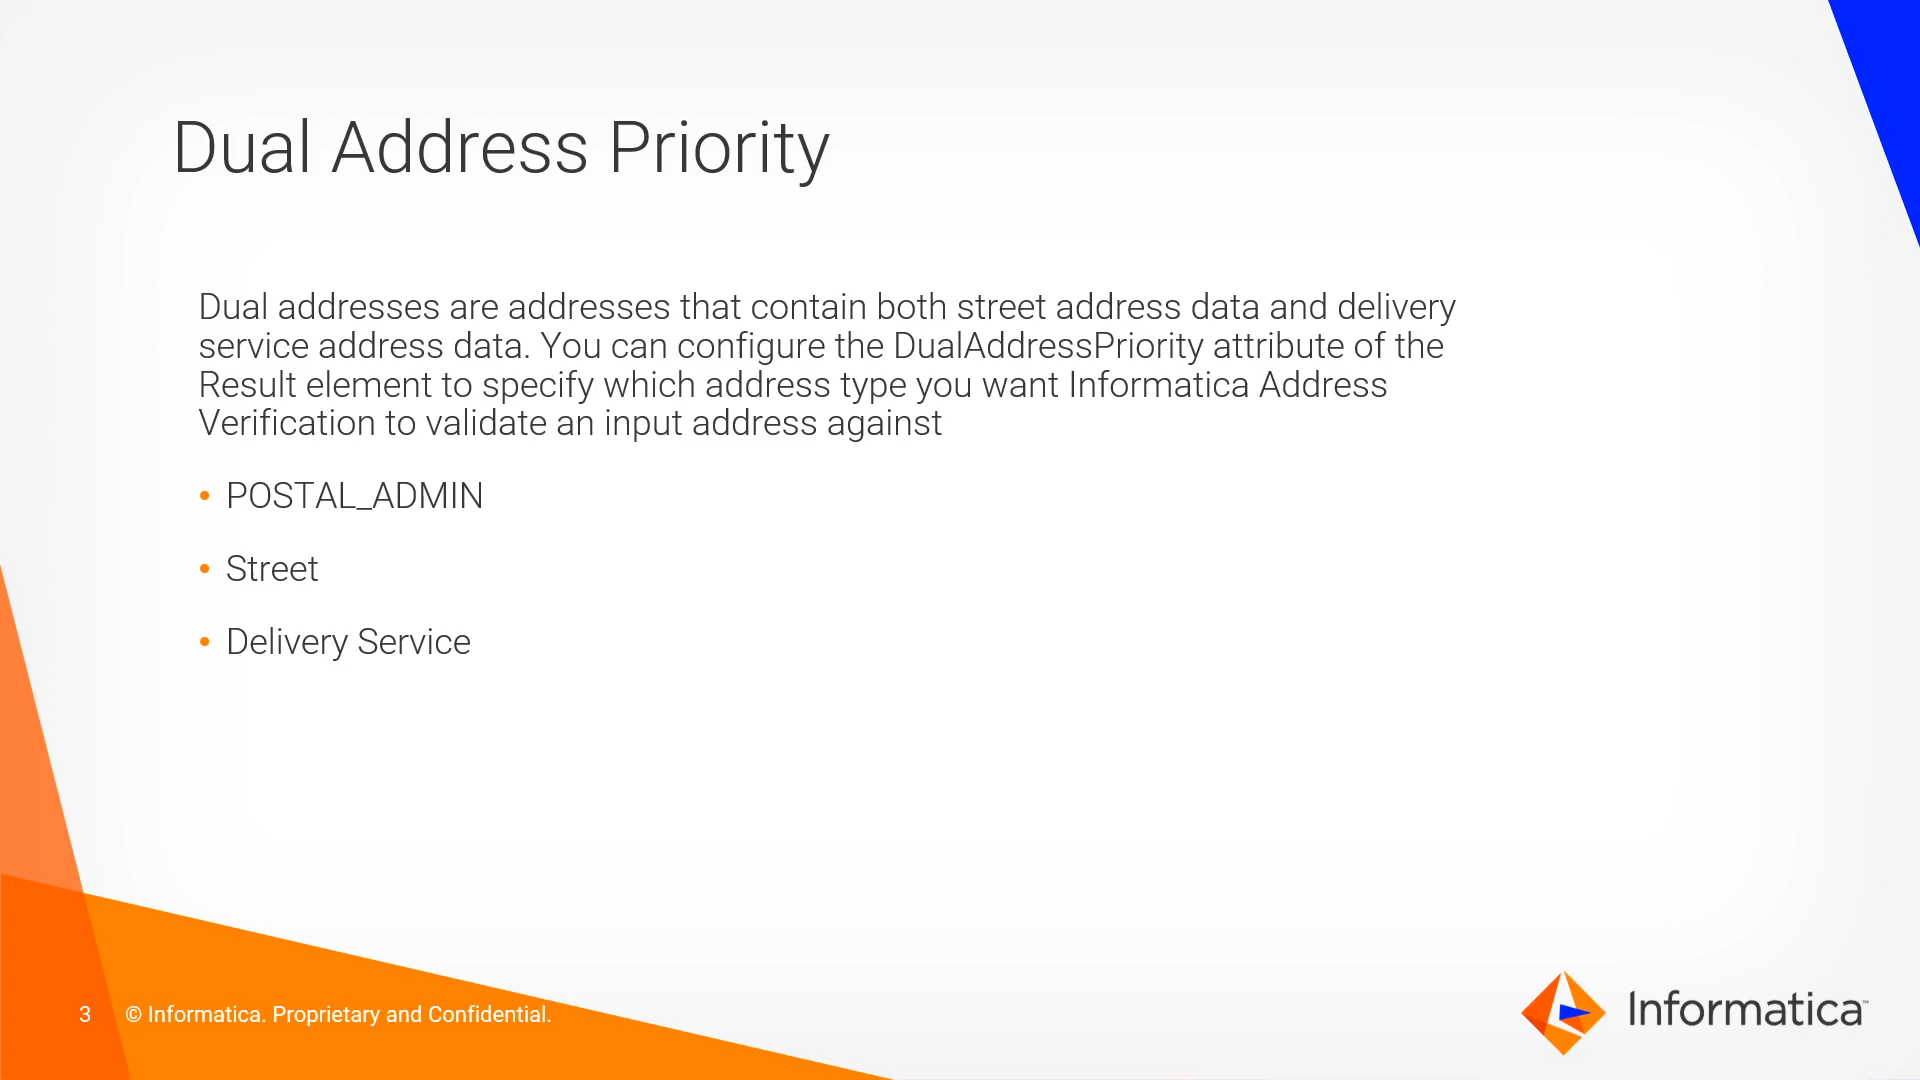 Dual Address Priority
Dual addresses are addresses that contain both street address data and delivery
service address data. You can configure the DualAddressPriority attribute of the
Result element to specify which address type you want Informatica Address
Verification to validate an input address against
• POSTAL_ADMIN
• Street
• Delivery Service
3 © Informatica. Proprietary and Confidential.
Informatica™